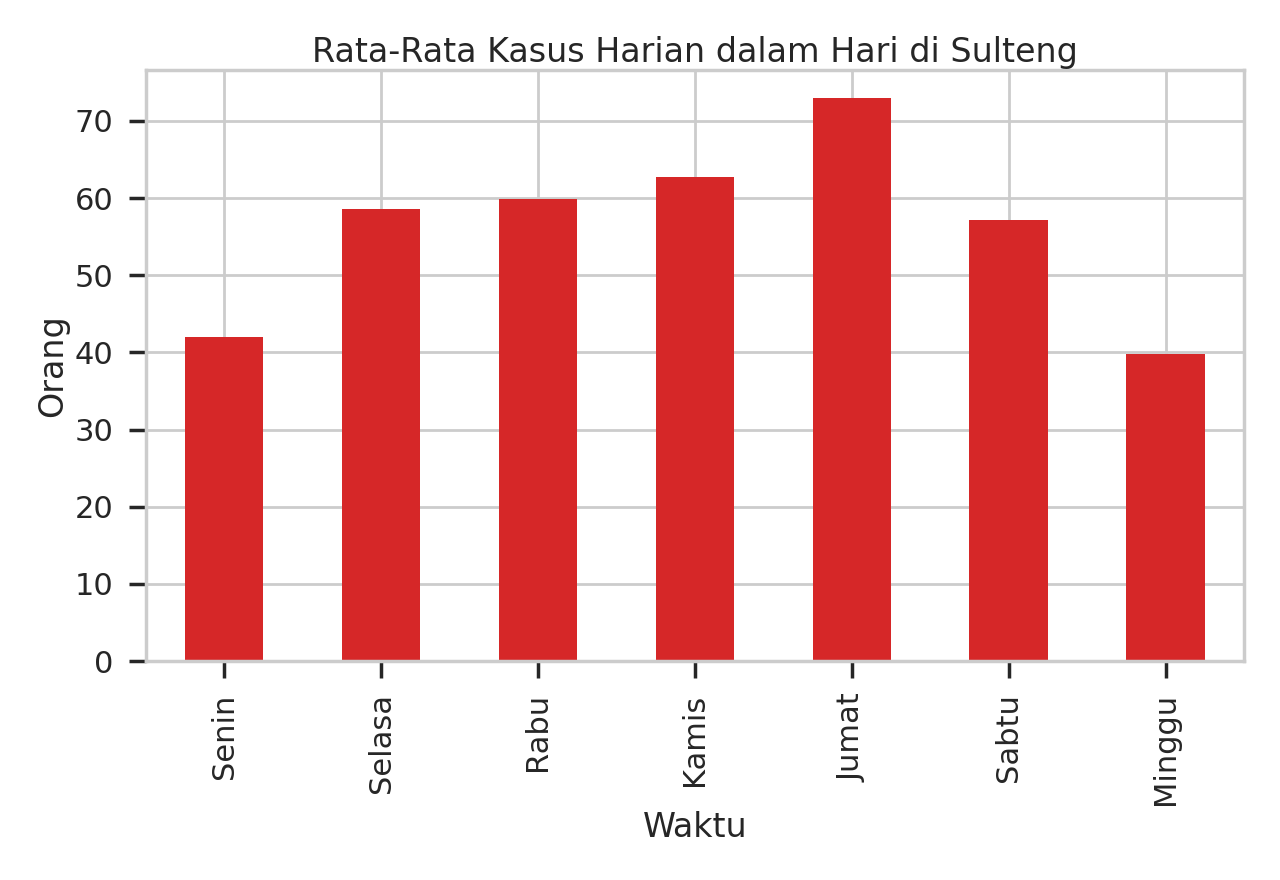 Rata-Rata Kasus Harian dalam Hari di Sulteng
Orang
70
60
50
40
30
20
10
0
Senin
Selasa
Rabu
Kamis
Jumat
Sabtu
Minggu
Waktu